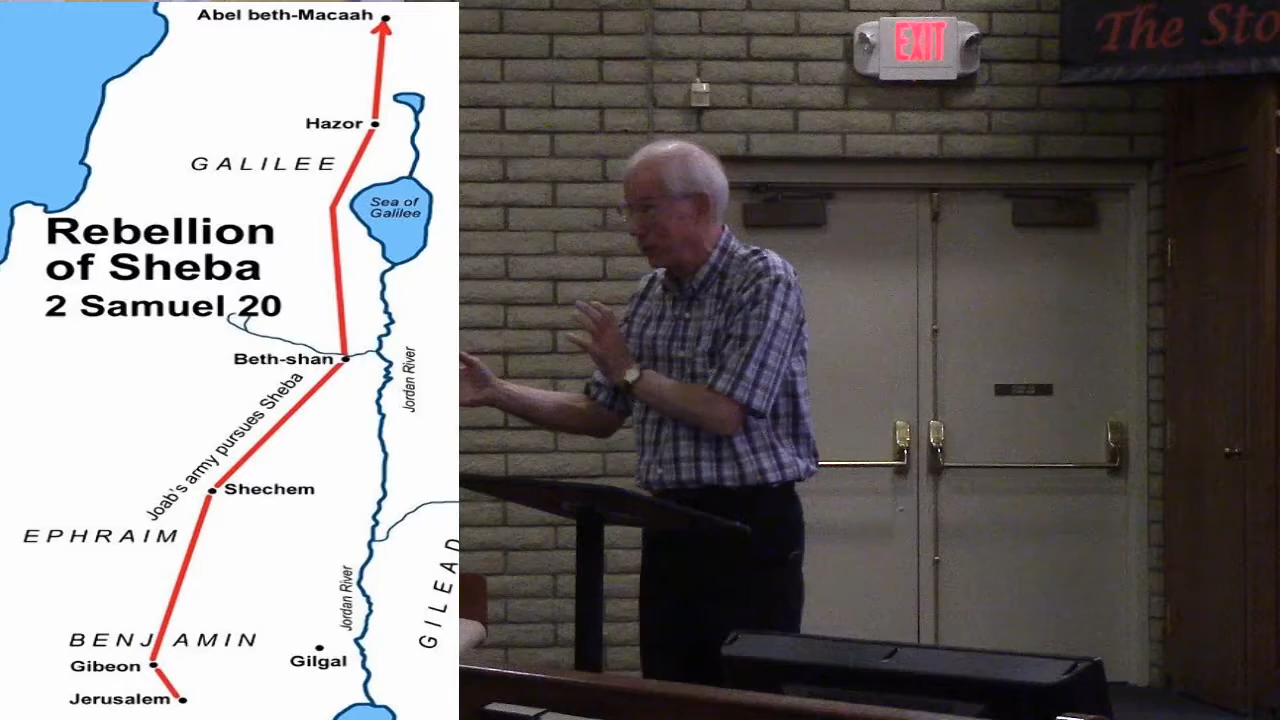 Abel beth-Macaah
Hazor
GALILEE
Sea of
Galilee
Rebellion
of Sheba
2 Samuel 20
Beth-shan
Jordan River
Joab's army pursues Sheba
Shechem
EPHRAIM
Jordan River
GILEAD
BENJAMIN
Gibeon
Gilgal
Jerusalem
EXIT
The Sto